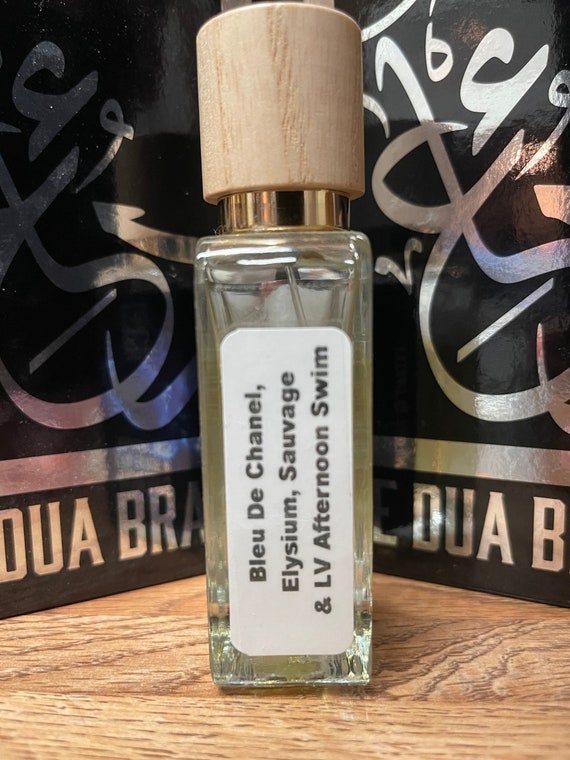 Bleu De Chanel,
Elysium, Sauvage
& LV Afternoon Swim
DUA BRA
E DUA B